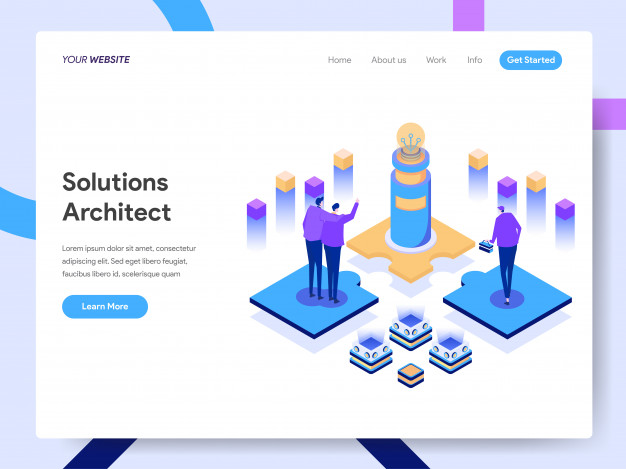 YOUR WEBSITE
Home About us Work Info Get Started
Solutions
Architect
Lorem ipsum dolor sit amet, consectetur
adipiscing elit. Sed eget libero feugiat,
faucibus libero id, scelerisque quam
Learn More